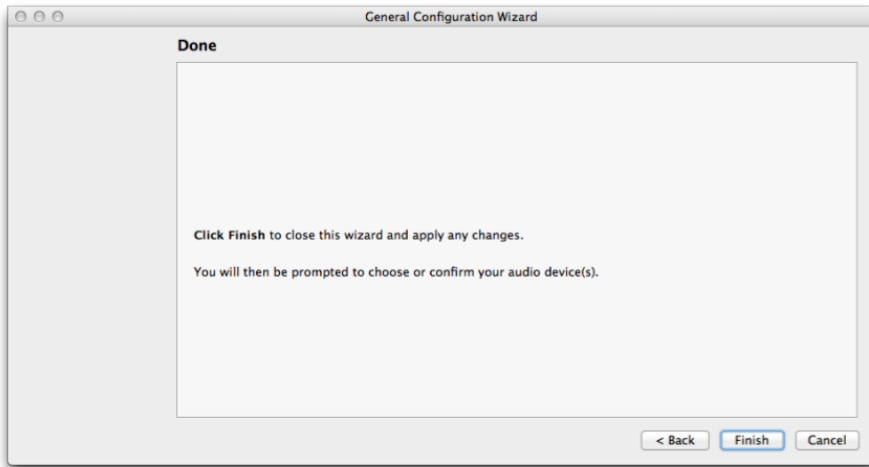 General Configuration Wizard
Done
Click Finish to close this wizard and apply any changes.
You will then be prompted to choose or confirm your audio device(s).
< Back Finish Cancel